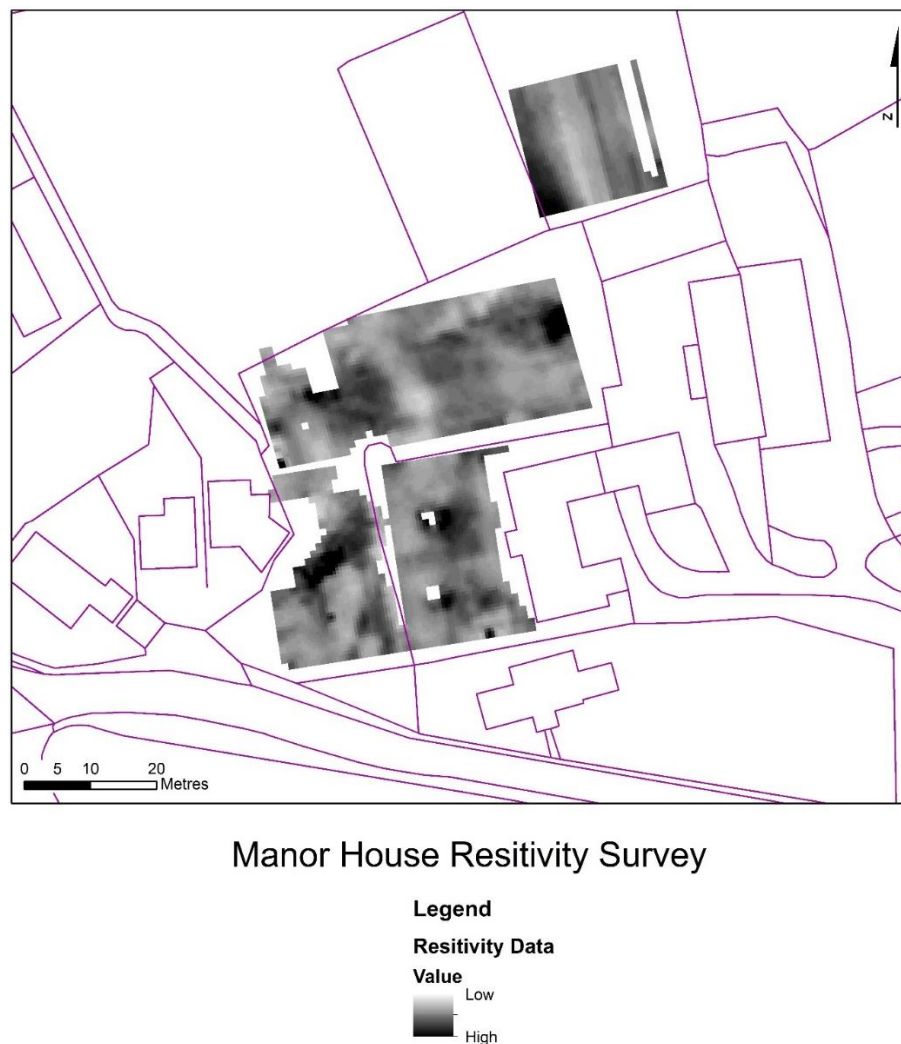 Z
0 5 10 20
Metres
Manor House Resitivity Survey
Legend
Resitivity Data
Value
Low
High